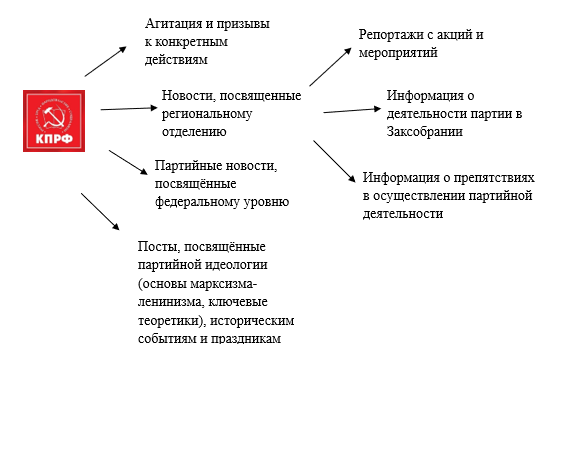 Агитация и призывы
к конкретным
действиям
Репортажи с акций и
мероприятий
КПРФ
Новости, посвященные
региональному
отделению
Информация о
деятельности партии в
Заксобрании
Партийные новости,
посвящённые
федеральному уровню
Информация о препятствиях
в осуществлении партийной
деятельности
Посты, посвящённые
партийной идеологии
(основы марксизма-
ленинизма, ключевые
теоретики), историческим
событиям и праздникам